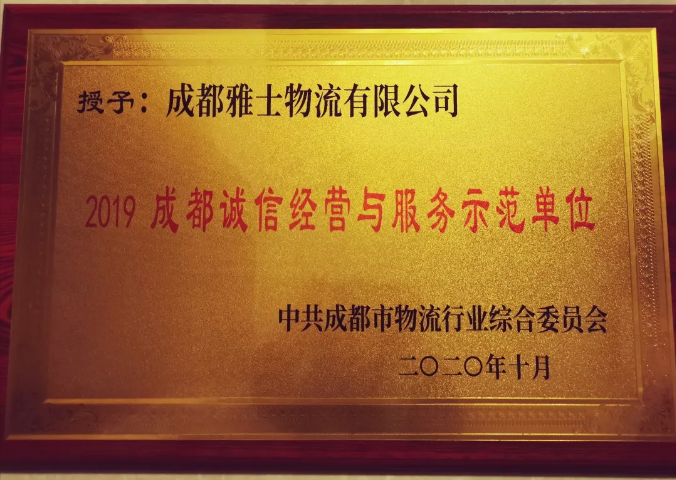 授予：成都雅士物流有限公司
2019 成都诚信经营与服务示范单位
中共成都市物流行业综合委员会
二〇二〇年十月